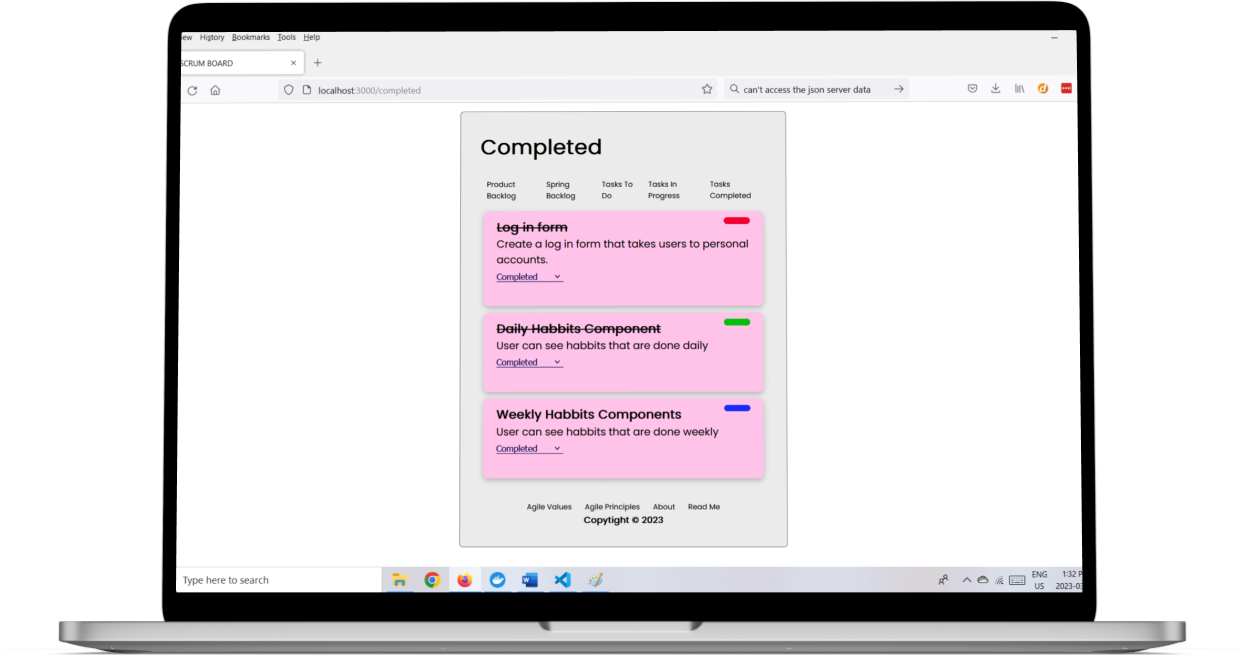 ew History Bookmarks Tools Help
SCRUM BOARD
localhost:3000/completed
can't access the json server data
Completed
Product Backlog
Spring Backlog
Tasks To Do
Tasks In Progress
Tasks Completed
Log in form
Create a log in form that takes users to personal
accounts.
Completed
Daily Habbits Component
User can see habbits that are done daily
Completed
Weekly Habbits Components
User can see habbits that are done weekly
Completed
Agile Values Agile Principles About Read Me
Copytight © 2023
Type here to search
ENG 1:32 P
US 2023-03